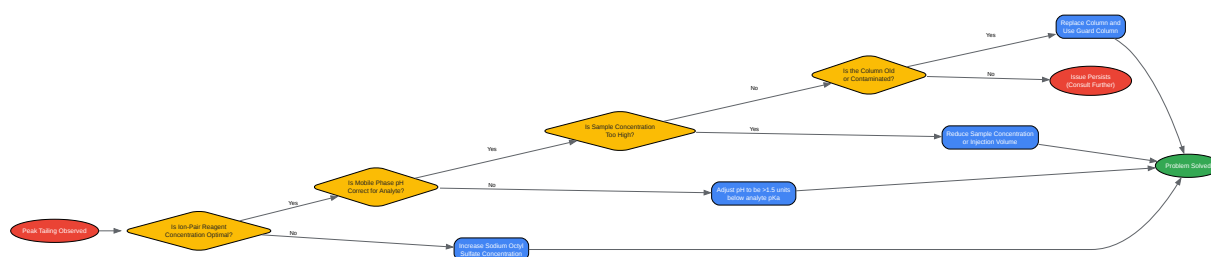 Replace Column and
Use Guard Column
Yes
Is the Column Old
or Contaminated?
No
Issue Persists
(Consult Further)
No
Is Sample Concentration
Too High?
Yes
Reduce Sample Concentration
or Injection Volume
Yes
Problem Solved
Is Mobile Phase pH
Correct for Analyte?
No
Adjust pH to be >1.5 units
below analyte pKa
Yes
Peak Tailing Observed
Is Ion-Pair Reagent
Concentration Optimal?
No
Increase Sodium Octyl
Sulfate Concentration